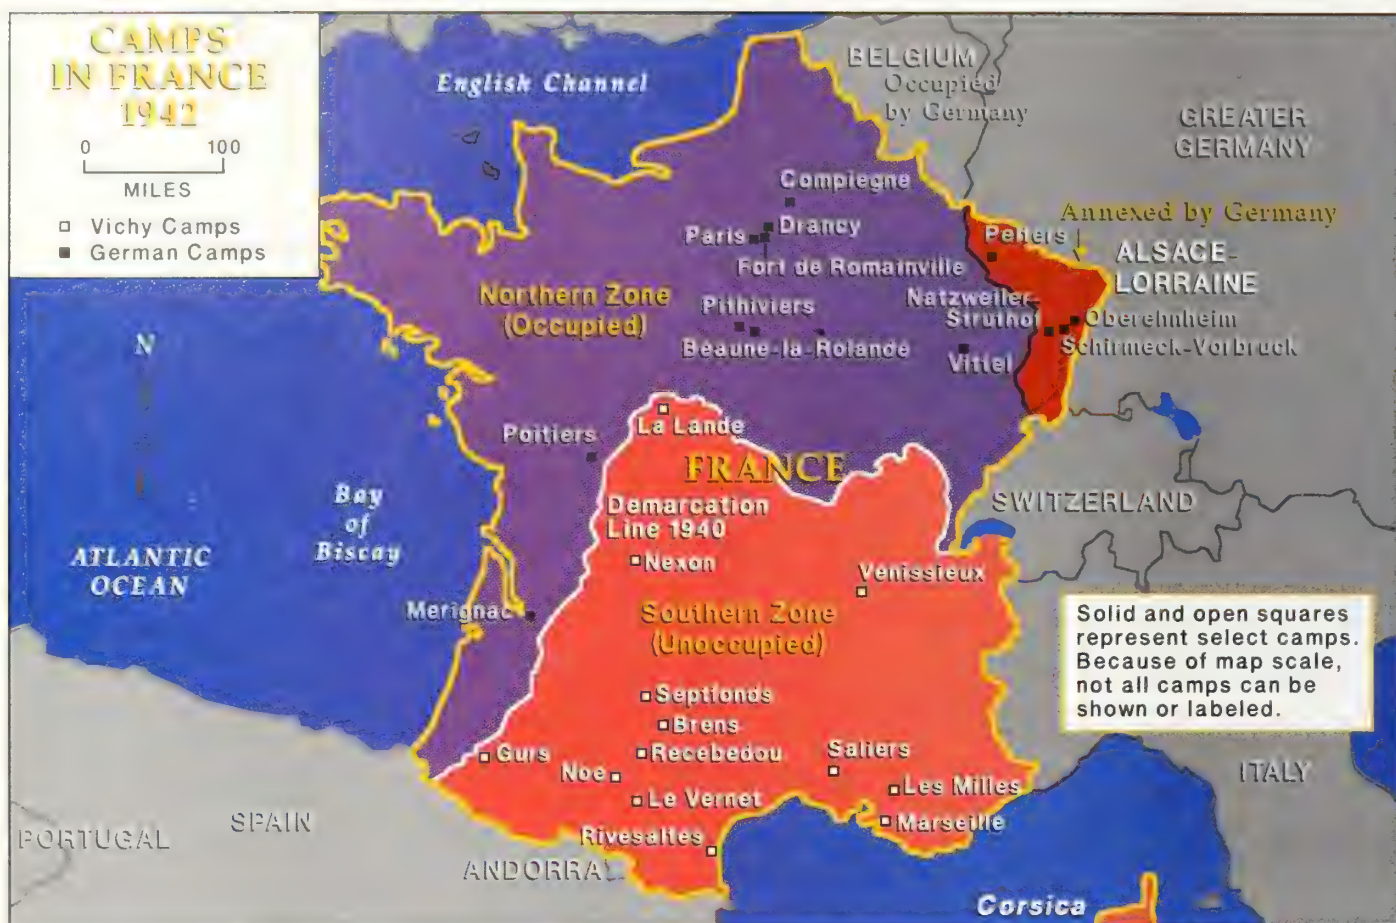 CAMPS
IN FRANCE
1942
0 100
MILES
Vichy Camps
German Camps
English Channel
BELGIUM
Occupied
by Germany
GREATER
GERMANY
Compiegne
Annexed by Germany
Paris
Drancy
Pelters
ALSACE-
LORRAINE
Fort de Romainville
Northern Zone
(Occupied)
Pithiviers
Natzweiler-
Struthof
Oberehnheim
Beaune-la-Rolande
Vittel
Schirmeck-Vorbruck
N
La Lande
Poitiers
FRANCE
Demarcation
Line 1940
SWITZERLAND
Bay
of
Biscay
ATLANTIC
OCEAN
Nexon
Vénissieux
Merignac
Southern Zone
(Unoccupied)
Solid and open squares
represent select camps.
Because of map scale,
not all camps can be
shown or labeled.
Septfonds
Brens
Recebedou
Gurs
Noe
Saliers
Les Milles
Le Vernet
Marseille
Rivesaltes
ITALY
PORTUGAL
SPAIN
ANDORRA
Corsica